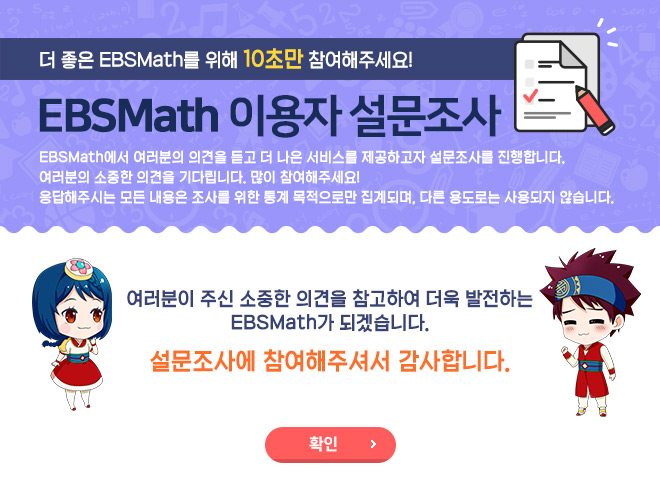 더 좋은 EBSMath를 위해 10초만 참여해주세요!
EBSMath 이용자 설문조사
EBSMath에서 여러분의 의견을 듣고 더 나은 서비스를 제공하고자 설문조사를 진행합니다.
여러분의 소중한 의견을 기다립니다. 많이 참여해주세요!
응답해주시는 모든 내용은 조사를 위한 통계 목적으로만 집계되며, 다른 용도로는 사용되지 않습니다.
여러분이 주신 소중한 의견을 참고하여 더욱 발전하는
EBSMath가 되겠습니다.
설문조사에 참여해주셔서 감사합니다.
확인